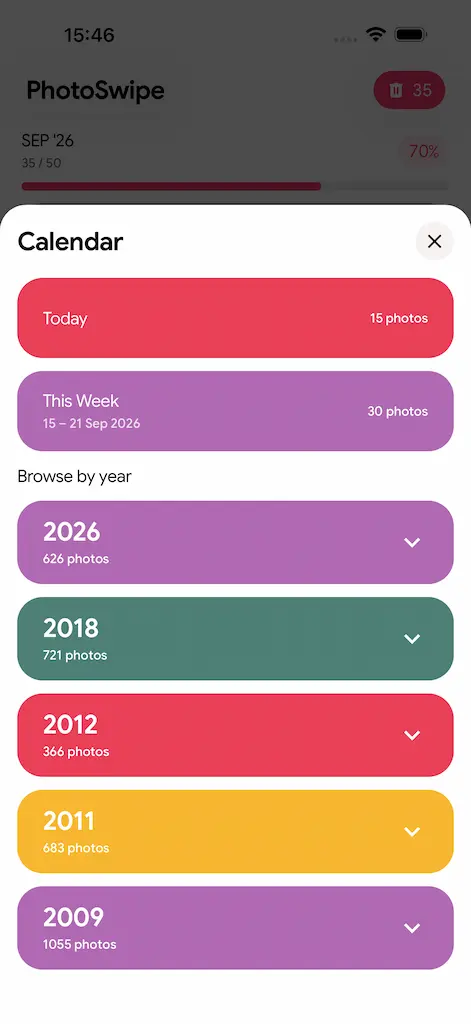 15:46
PhotoSwipe
35
SEP '26
35 / 50
70%
Calendar
Today
15 photos
This Week
15 – 21 Sep 2026
30 photos
Browse by year
2026
626 photos
2018
721 photos
2012
366 photos
2011
683 photos
2009
1055 photos